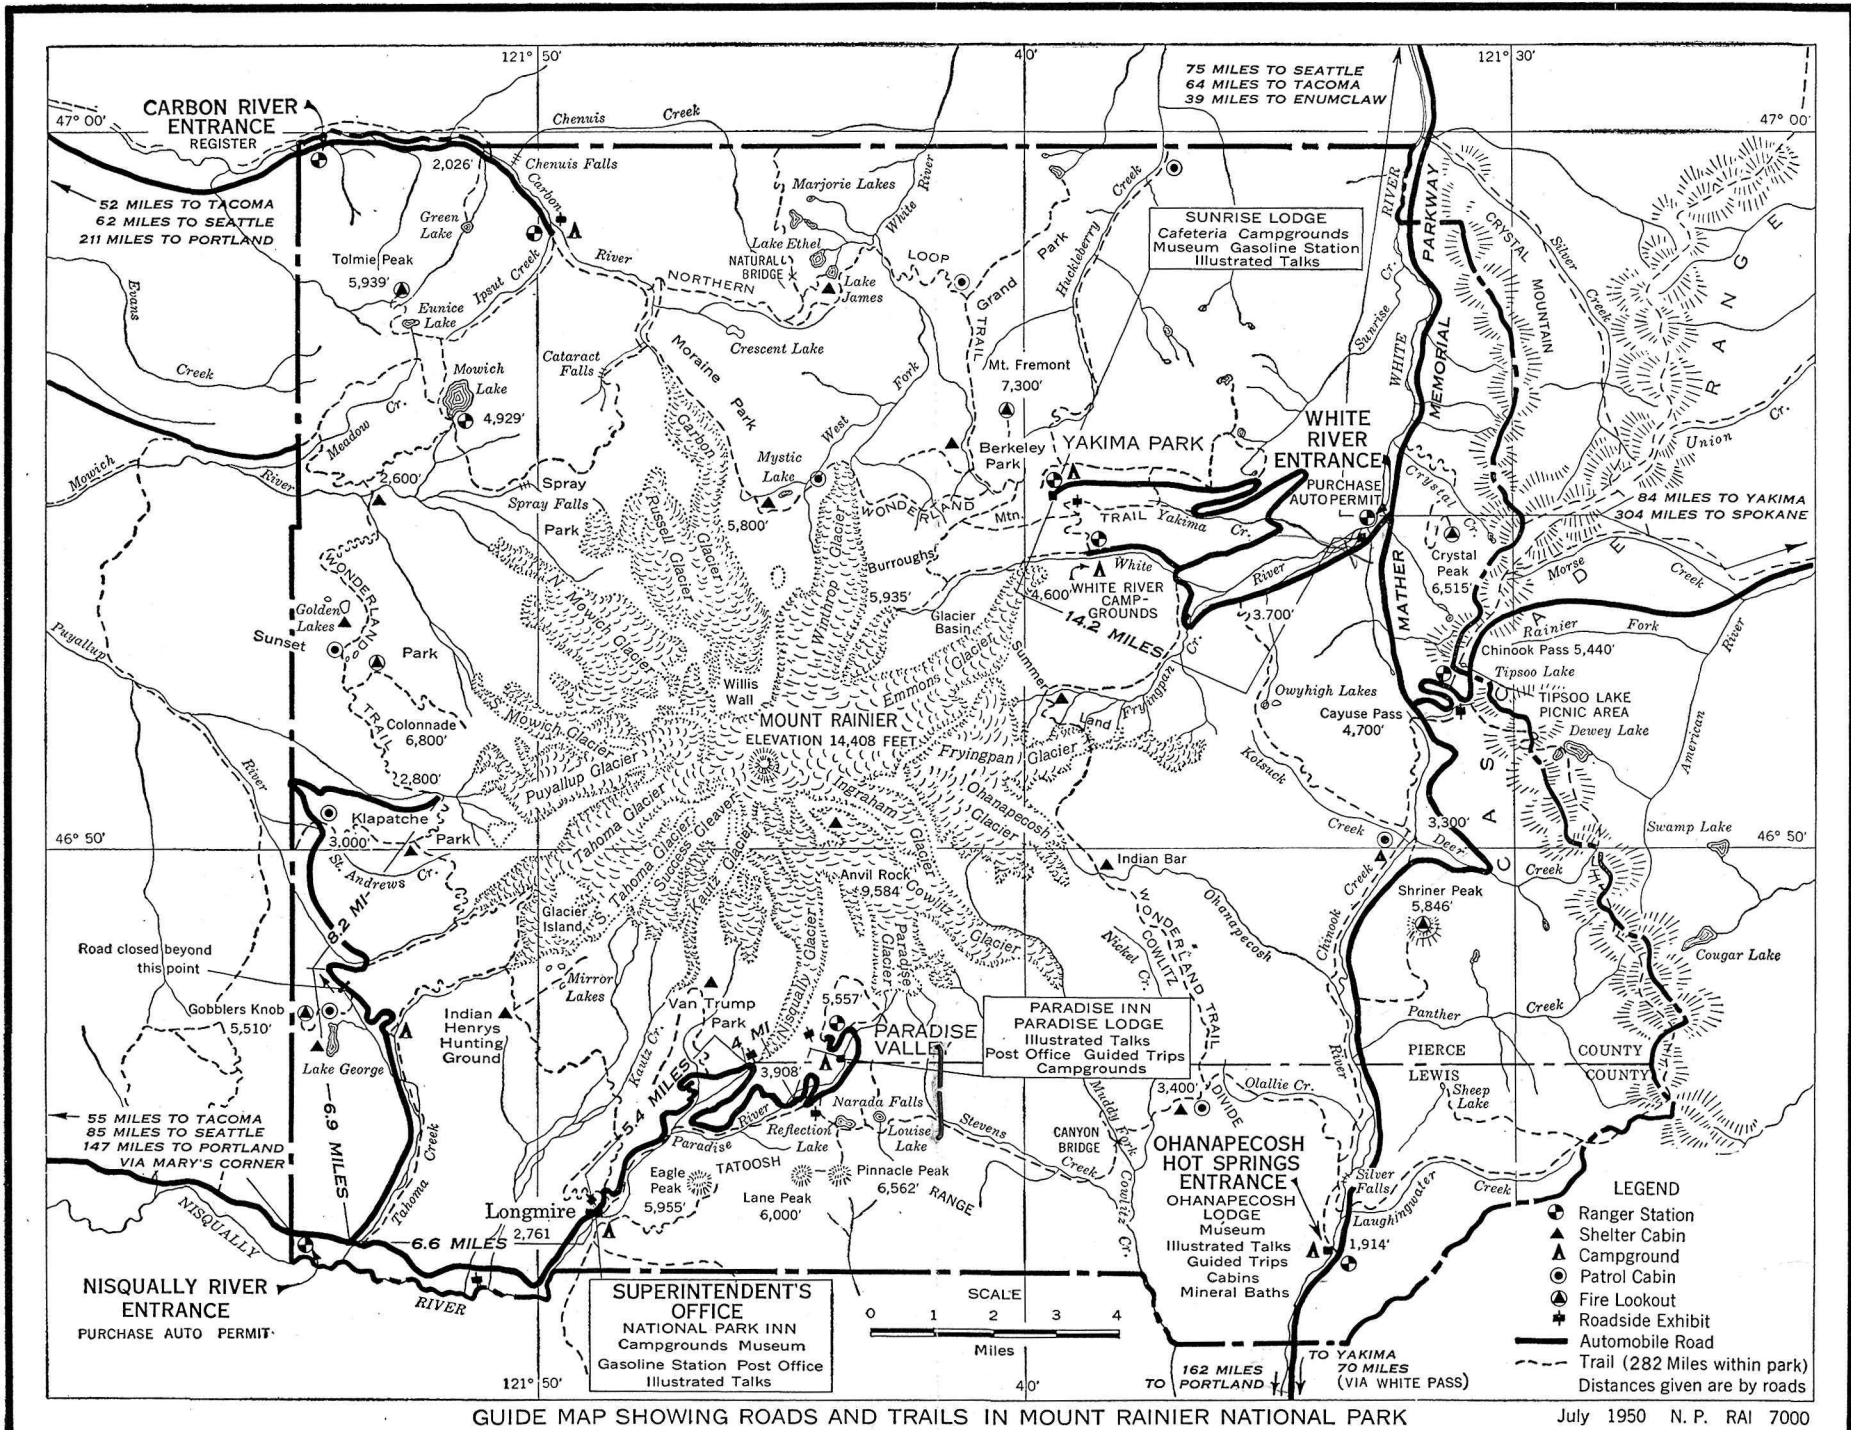 121° 50'
40'
121° 30'
75 MILES TO SEATTLE
64 MILES TO TACOMA
39 MILES TO ENUMCLAW
CARBON RIVER
ENTRANCE
REGISTER
47° 00'
47° 00'
Chenuis Creek
2,026'
Chenuis Falls
Carbon
River
52 MILES TO TACOMA
62 MILES TO SEATTLE
211 MILES TO PORTLAND
Green
Lake
Marjorie Lakes
White River
Huckleberry Creek
RIVER
PARKWAY
SUNRISE LODGE
Cafeteria Campgrounds
Museum Gasoline Station
Illustrated Talks
CRYSTAL
MOUNTAIN
Silver
Creek
Tolmie Peak
5,939'
Ipsut Creek
Lake Ethel
NATURAL
BRIDGE
Lake
James
NORTHERN
LOOP
TRAIL
Grand Park
Sunrise Cr.
Evans
Creek
Eunice
Lake
Crescent Lake
Cataract
Falls
Moraine
Park
West
Fork
Mt. Fremont
7,300'
WHITE
MEMORIAL
CASCADE
RANGE
Mowich
Lake
4,929'
Meadow Cr.
Carbon
Glacier
Mystic
Lake
Berkeley
Park
YAKIMA PARK
WHITE
RIVER
ENTRANCE
PURCHASE
AUTO PERMIT
Union Cr.
Mowich
River
2,600'
Spray
Spray Falls
Park
Russell
Glacier
5,800'
Winthrop Glacier
WONDERLAND
Mtn.
TRAIL
Yakima
Cr.
Crystal
Cr.
84 MILES TO YAKIMA
304 MILES TO SPOKANE
Crystal
Peak
6,515'
Morse
Creek
Burroughs
5,935'
White
River
4,600'
WHITE RIVER
CAMP-
GROUNDS
14.2 MILES
3,700'
MATHER
Glacier
Basin
WONDERLAND
Golden
Lakes
Sunset
Park
TRAIL
N. Mowich Glacier
Rainier Fork
Chinook Pass 5,440'
Tipsoo Lake
TIPSOO LAKE
PICNIC AREA
Puyallup
River
Willis
Wall
Emmons Glacier
Summer
Land
Fryingpan
Cr.
Owyhigh Lakes
Cayuse Pass
4,700'
Dewey Lake
American
River
Colonnade
6,800'
S. Mowich Glacier
MOUNT RAINIER
ELEVATION 14,408 FEET
Fryingpan Glacier
Kotsuck
Creek
2,800'
Puyallup Glacier
Ingraham
Glacier
Ohanapecosh
Glacier
3,300'
Deer
Creek
Swamp Lake
46° 50'
46° 50'
Klapatche
Park
3,000'
St. Andrews Cr.
Tahoma Glacier
S. Tahoma Glacier
Success Cleaver
Kautz Glacier
Anvil Rock
9,584'
Cowlitz
Glacier
Indian Bar
Ohanapecosh
Shriner Peak
5,846'
8.2 MI.
Glacier
Island
Nisqually Glacier
Paradise
Glacier
WONDERLAND TRAIL
COWLITZ
DIVIDE
Nickel Cr.
Chinook
Creek
Cougar Lake
Road closed beyond
this point
Mirror
Lakes
Gobblers Knob
5,510'
Lake George
Indian
Henrys
Hunting
Ground
Van Trump
Park
Kautz Cr.
5,557'
PARADISE
VALLEY
PARADISE INN
PARADISE LODGE
Illustrated Talks
Post Office Guided Trips
Campgrounds
Panther
Creek
River
PIERCE COUNTY
LEWIS COUNTY
4 MI
5.4 MILES
3,908'
Narada Falls
Paradise River
Reflection
Lake
Louise
Lake
Stevens
Creek
Muddy Fork
Cowlitz Cr.
3,400'
Olallie Cr.
Sheep
Lake
55 MILES TO TACOMA
85 MILES TO SEATTLE
147 MILES TO PORTLAND
VIA MARY'S CORNER
6.9 MILES
Tahoma
Creek
Eagle
Peak
5,955'
TATOOSH
RANGE
Lane Peak
6,000'
Pinnacle Peak
6,562'
CANYON
BRIDGE
OHANAPECOSH
HOT SPRINGS
ENTRANCE
OHANAPECOSH
LODGE
Museum
Illustrated Talks
Guided Trips
Cabins
Mineral Baths
Silver
Falls
Laughingwater
Creek
1,914'
NISQUALLY
RIVER
Longmire
2,761
6.6 MILES
NISQUALLY RIVER
ENTRANCE
PURCHASE AUTO PERMIT
SUPERINTENDENT'S
OFFICE
NATIONAL PARK INN
Campgrounds Museum
Gasoline Station Post Office
Illustrated Talks
SCALE
0 1 2 3 4
Miles
LEGEND
Ranger Station
Shelter Cabin
Campground
Patrol Cabin
Fire Lookout
Roadside Exhibit
Automobile Road
Trail (282 Miles within park)
Distances given are by roads
162 MILES
TO PORTLAND
TO YAKIMA
70 MILES
(VIA WHITE PASS)
121° 50'
40'
GUIDE MAP SHOWING ROADS AND TRAILS IN MOUNT RAINIER NATIONAL PARK
July 1950 N. P. RAI 7000